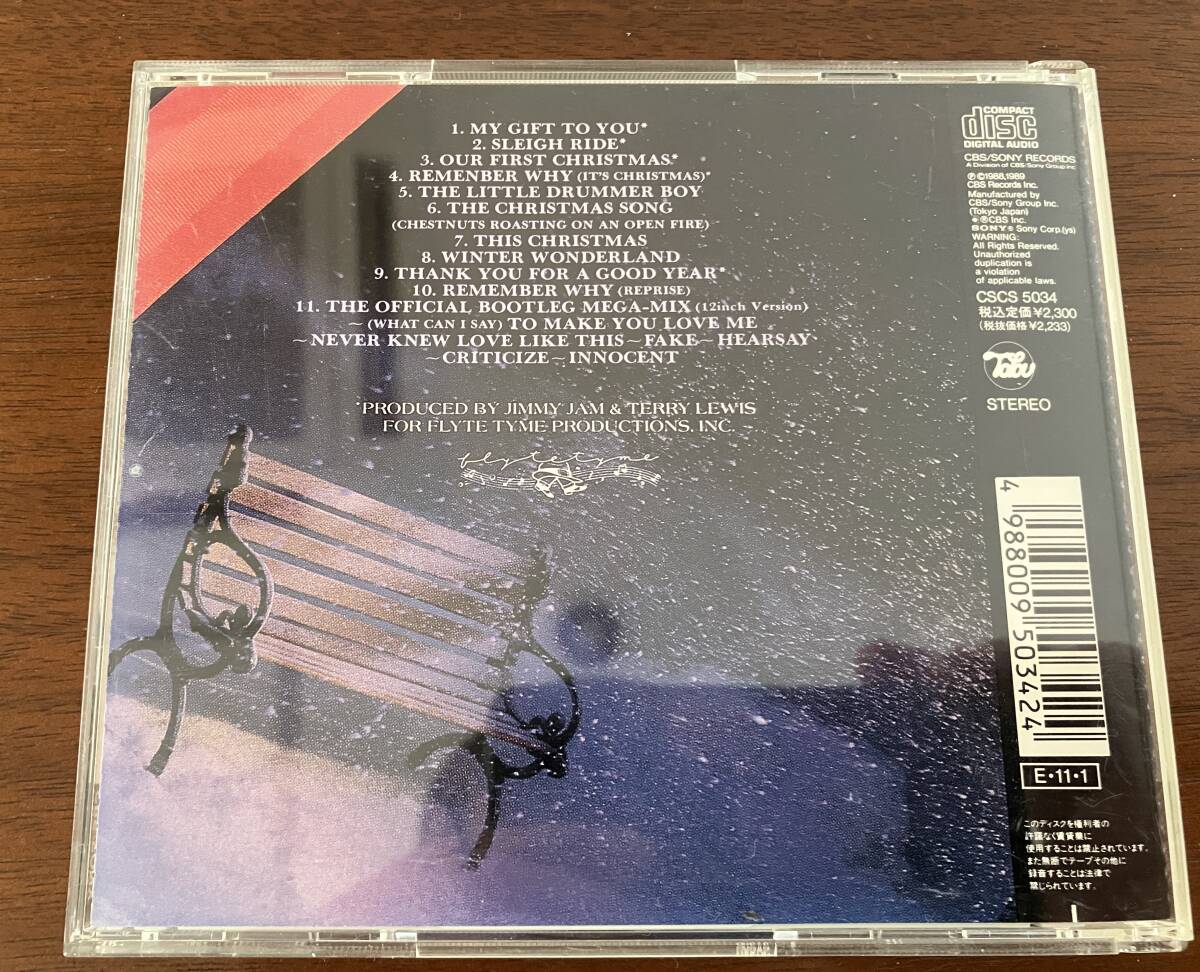 1. MY GIFT TO YOU*
2. SLEIGH RIDE*
3. OUR FIRST CHRISTMAS*
4. REMENBER WHY (IT'S CHRISTMAS)*
5. THE LITTLE DRUMMER BOY
6. THE CHRISTMAS SONG
(CHESTNUTS ROASTING ON AN OPEN FIRE)
7. THIS CHRISTMAS
8. WINTER WONDERLAND
9. THANK YOU FOR A GOOD YEAR*
10. REMEMBER WHY (REPRISE)
11. THE OFFICIAL BOOTLEG MEGA-MIX (12inch Version)
~(WHAT CAN I SAY) TO MAKE YOU LOVE ME
~NEVER KNEW LOVE LIKE THIS~FAKE~HEARSAY
~CRITICIZE~INNOCENT
*PRODUCED BY JIMMY JAM & TERRY LEWIS
FOR FLYTE TYME PRODUCTIONS, INC.
flytetyme
COMPACT
disc
DIGITAL AUDIO
CBS/SONY RECORDS
A Division of CBS/Sony Group Inc.
℗©1988,1989
CBS Records Inc.
Manufactured by
CBS/Sony Group Inc.
(Tokyo Japan)
®CBS Inc.
SONY® Sony Corp.(ys)
WARNING:
All Rights Reserved.
Unauthorized
duplication is
a violation
of applicable laws.
CSCS 5034
税込定価¥2,300
(税抜価格¥2,233)
Tabu
STEREO
4 988009 503424
E・11・1
このディスクを権利者の
許諾なく賃貸業に
使用することは禁止されています。
また無断でテープその他に
録音することは法律で
禁じられています。